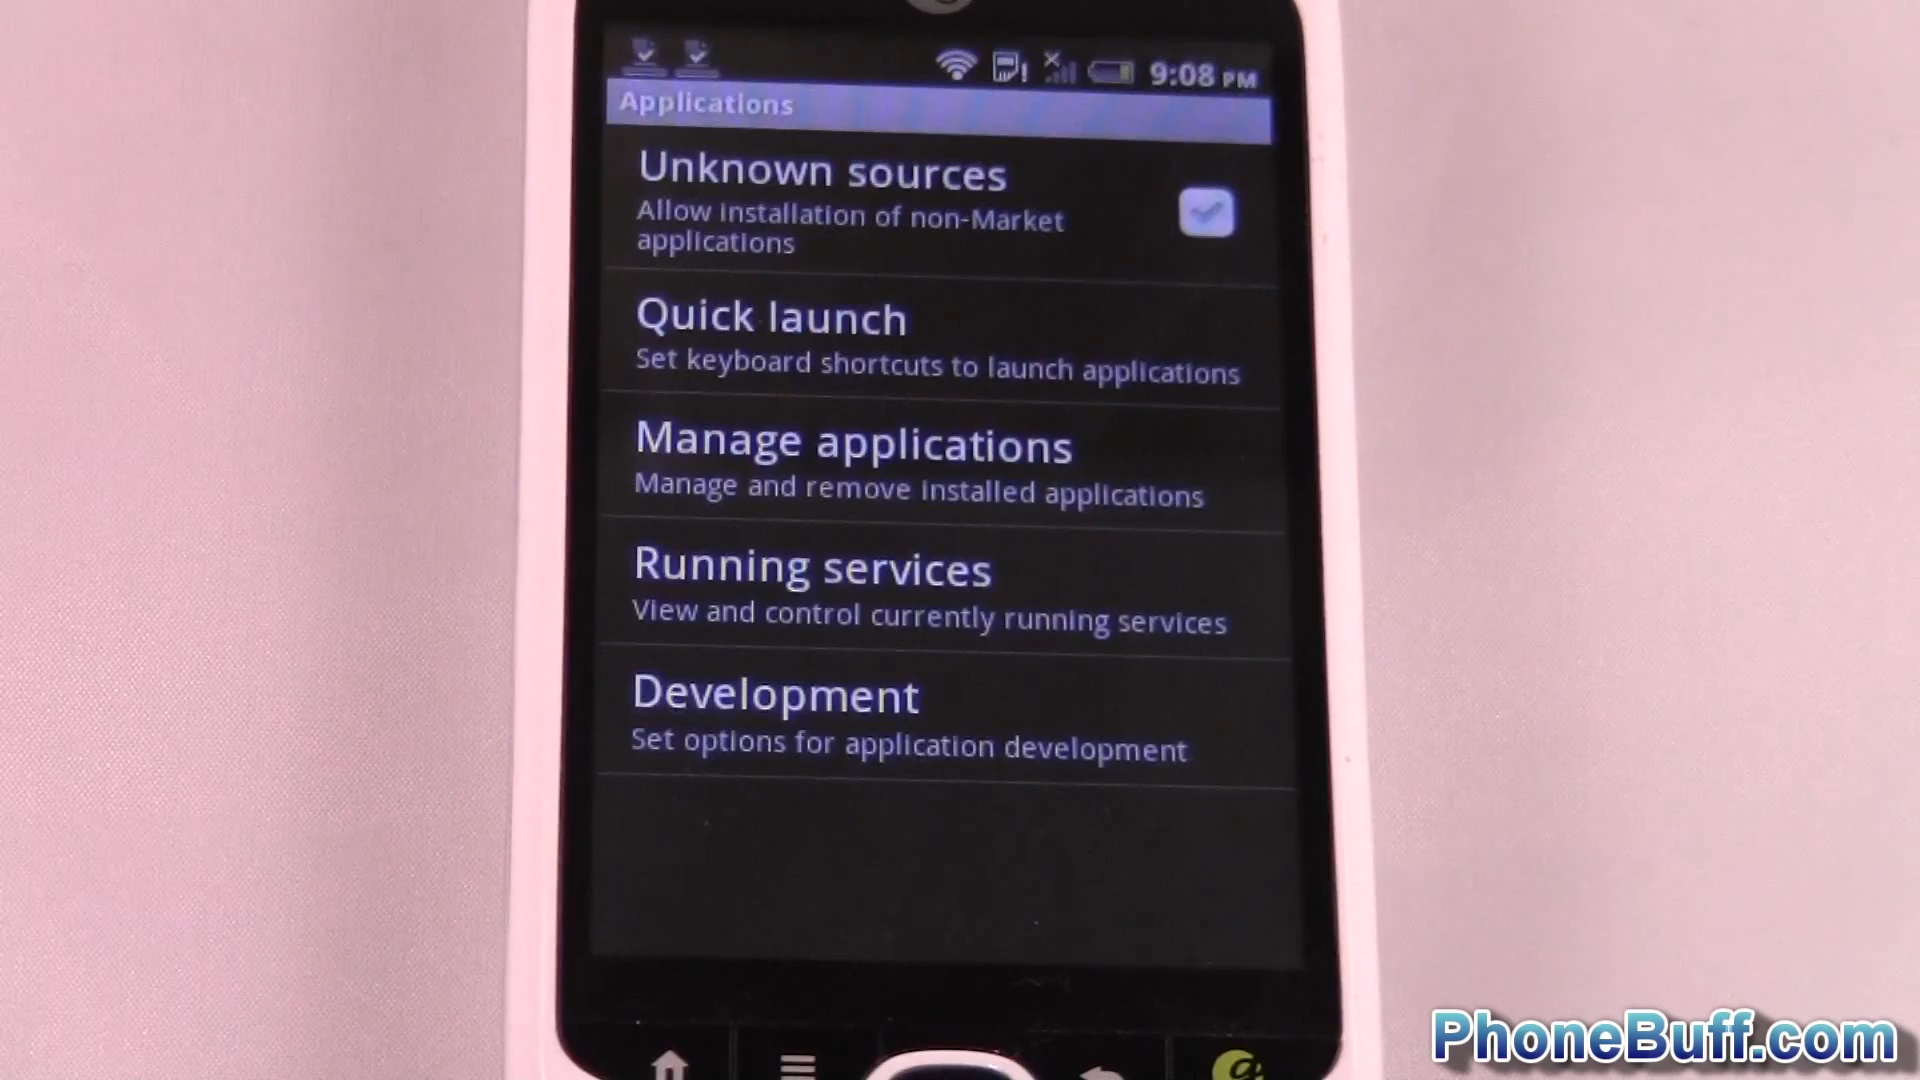 9:08 PM
Applications
Unknown sources
Allow installation of non-Market
applications
Quick launch
Set keyboard shortcuts to launch applications
Manage applications
Manage and remove installed applications
Running services
View and control currently running services
Development
Set options for application development
PhoneBuff.com